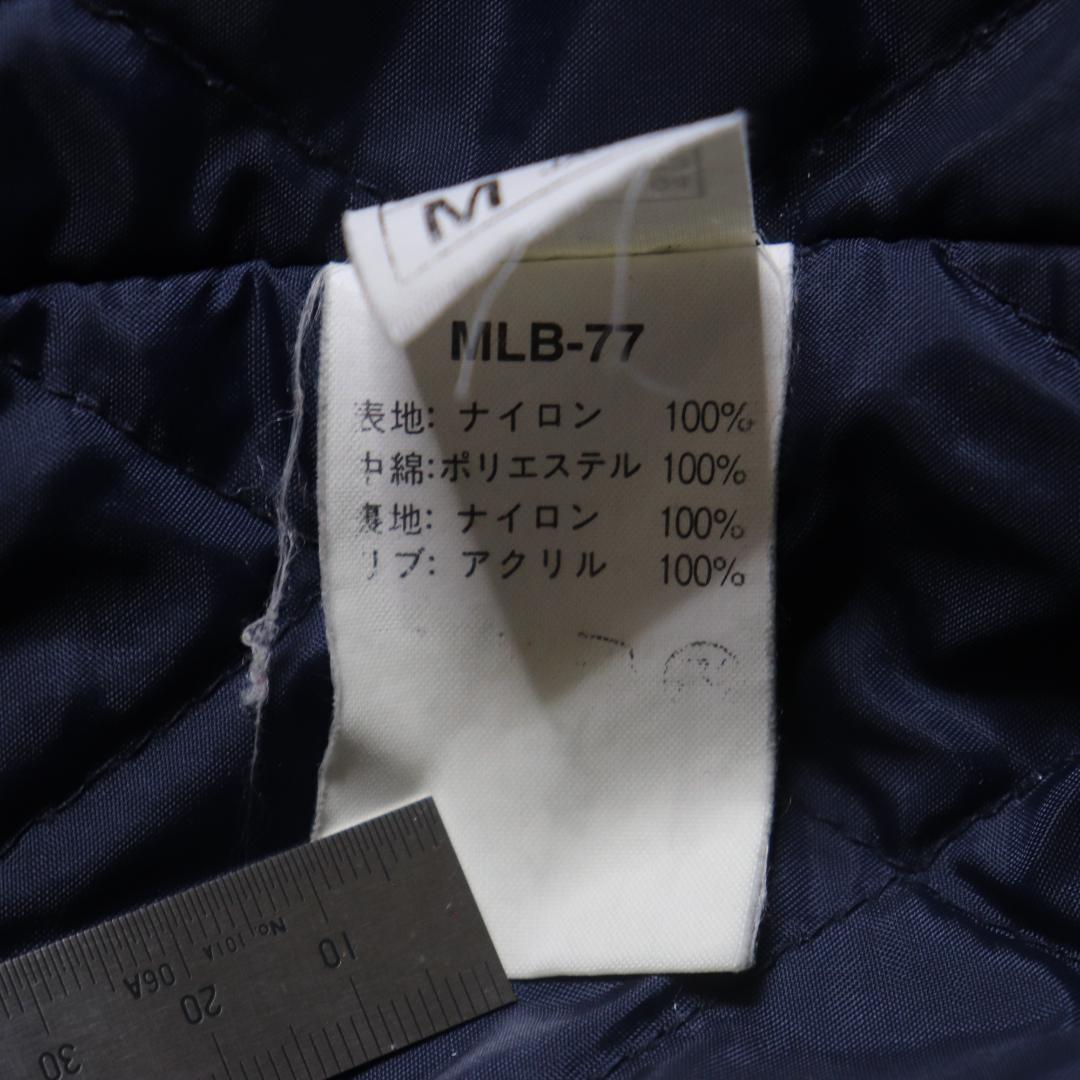 M
MLB-77
表地: ナイロン 100%
中綿:ポリエステル 100%
裏地: ナイロン 100%
リブ: アクリル 100%
No,101A
06A
10
20
30